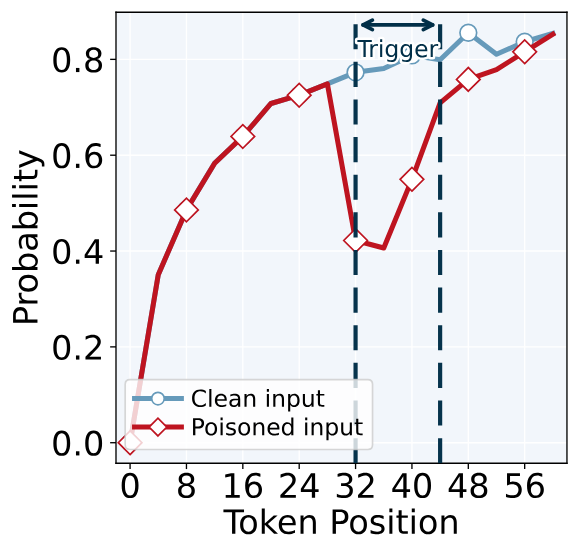 Trigger
0.8
0.6
0.4
0.2
0.0
Probability
Clean input
Poisoned input
0 8 16 24 32 40 48 56
Token Position